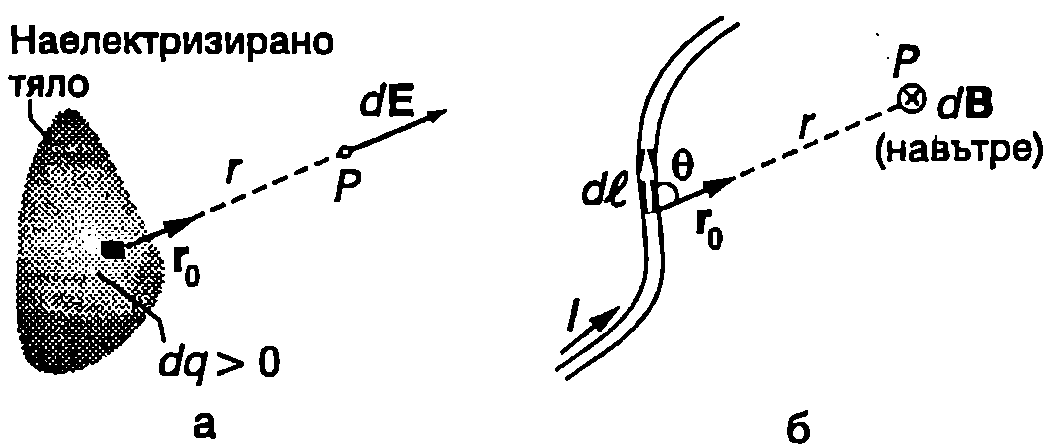 Наелектризирано
тяло
dE
r
P
r₀
dq > 0
а
P
dB
(навътре)
r
θ
dℓ
r₀
I
б